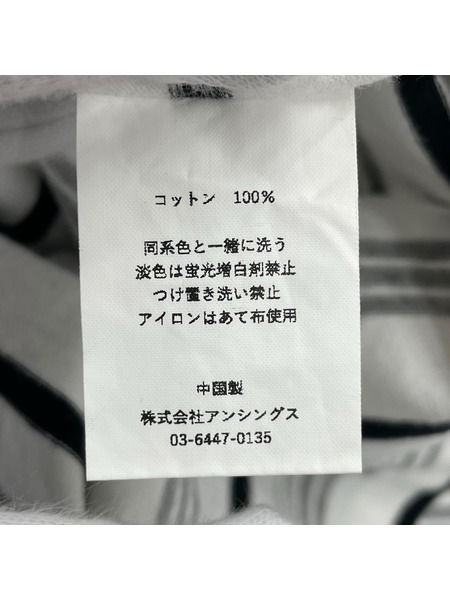 コットン 100%
同系色と一緒に洗う
淡色は蛍光増白剤禁止
つけ置き洗い禁止
アイロンはあて布使用
中国製
株式会社アンシングス
03-6447-0135